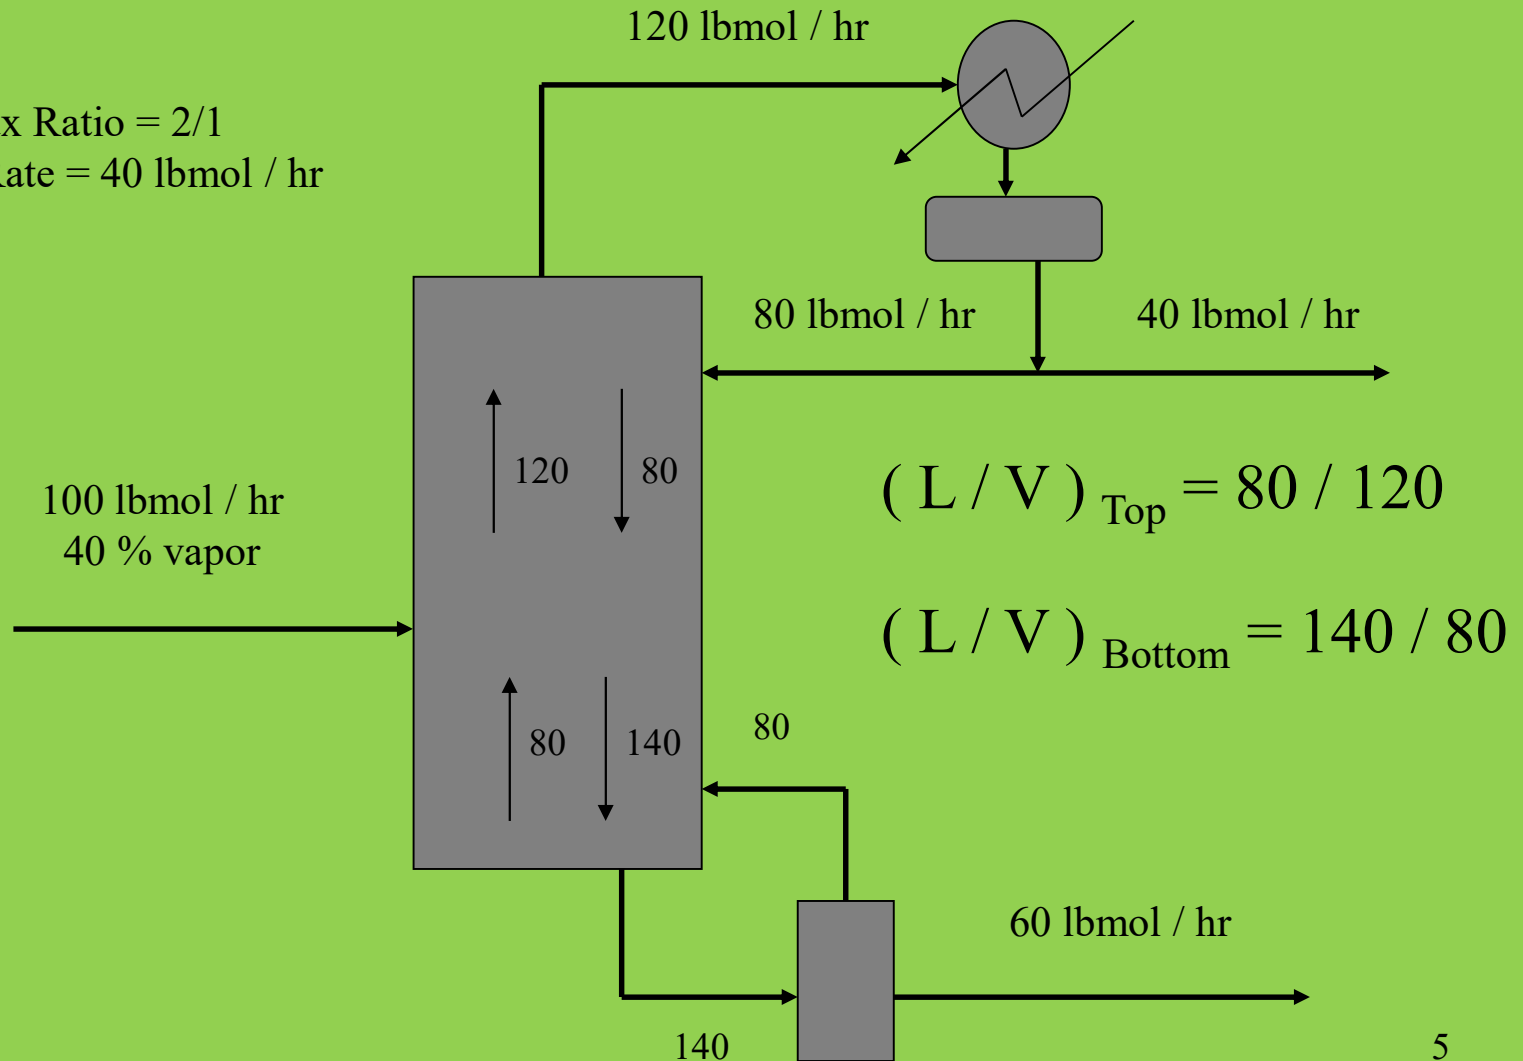 120 lbmol / hr
x Ratio = 2/1
ate = 40 lbmol / hr
80 lbmol / hr
40 lbmol / hr
120
80
( L / V ) Top = 80 / 120
100 lbmol / hr
40 % vapor
( L / V ) Bottom = 140 / 80
80
140
80
60 lbmol / hr
140
5